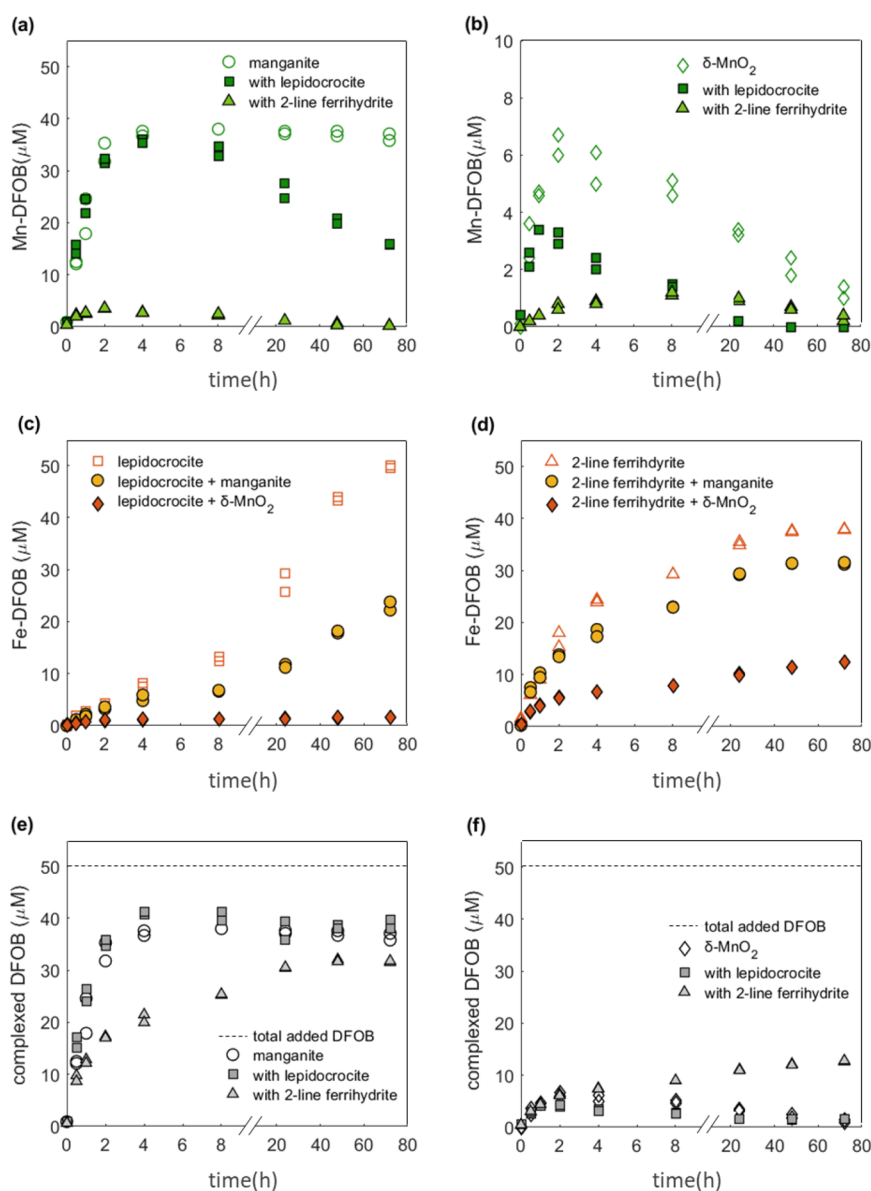 (a)
50
40
30
20
10
0
Mn-DFOB(μM)
manganite
with lepidocrocite
with 2-line ferrihydrite
0 2 4 8 20 40 60 80
time(h)
(b)
10
8
6
4
2
0
Mn-DFOB(μM)
δ-MnO2
with lepidocrocite
with 2-line ferrihydrite
0 2 4 8 20 40 60 80
time(h)
(c)
50
40
30
20
10
0
Fe-DFOB (μM)
lepidocrocite
lepidocrocite + manganite
lepidocrocite + δ-MnO2
0 2 4 8 20 40 60 80
time(h)
(d)
50
40
30
20
10
0
Fe-DFOB (μM)
2-line ferrihdyrite
2-line ferrihdyrite + manganite
2-line ferrihydrite + δ-MnO2
0 2 4 8 20 40 60 80
time(h)
(e)
50
40
30
20
10
0
complexed DFOB (μM)
total added DFOB
manganite
with lepidocrocite
with 2-line ferrihydrite
0 2 4 8 20 40 60 80
time(h)
(f)
50
40
30
20
10
0
complexed DFOB (μM)
total added DFOB
δ-MnO2
with lepidocrocite
with 2-line ferrihydrite
0 2 4 8 20 40 60 80
time(h)